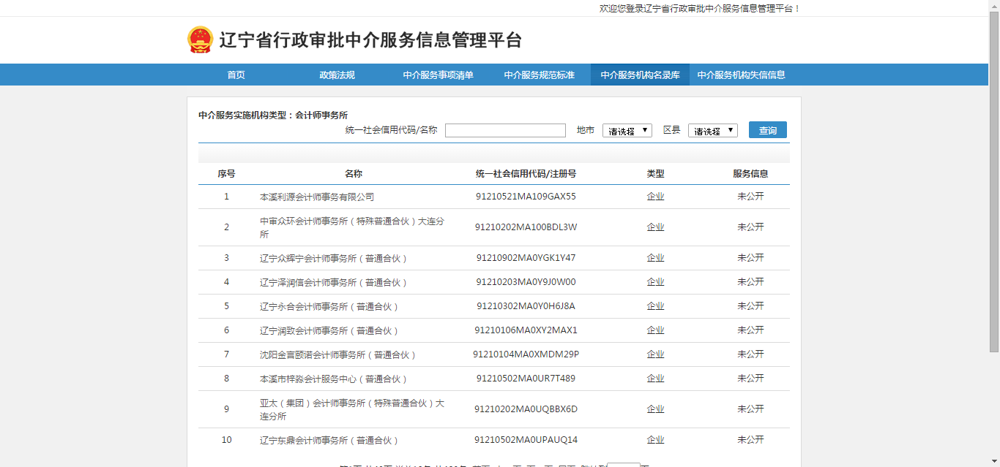 欢迎您登录辽宁省行政审批中介服务信息管理平台！
辽宁省行政审批中介服务信息管理平台
首页 政策法规 中介服务事项清单 中介服务规范标准 中介服务机构名录库 中介服务机构失信信息
中介服务实施机构类型：会计师事务所
统一社会信用代码/名称 地市 请选择 区县 请选择 查询
序号 名称 统一社会信用代码/注册号 类型 服务信息
1 本溪利源会计师事务有限公司 91210521MA109GAX55 企业 未公开
2 中审众环会计师事务所（特殊普通合伙）大连分
所 91210202MA100BDL3W 企业 未公开
3 辽宁众辉宁会计师事务所（普通合伙） 91210902MA0YGK1Y47 企业 未公开
4 辽宁泽润信会计师事务所（普通合伙） 91210203MA0Y9J0W00 企业 未公开
5 辽宁永合会计师事务所（普通合伙） 91210302MA0Y0H6J8A 企业 未公开
6 辽宁润致会计师事务所（普通合伙） 91210106MA0XY2MAX1 企业 未公开
7 沈阳金言颐诺会计师事务所（普通合伙） 91210104MA0XMDM29P 企业 未公开
8 本溪市梓淼会计服务中心（普通合伙） 91210502MA0UR7T489 企业 未公开
9 亚太（集团）会计师事务所（特殊普通合伙）大
连分所 91210202MA0UQBBX6D 企业 未公开
10 辽宁东鼎会计师事务所（普通合伙） 91210502MA0UPAUQ14 企业 未公开